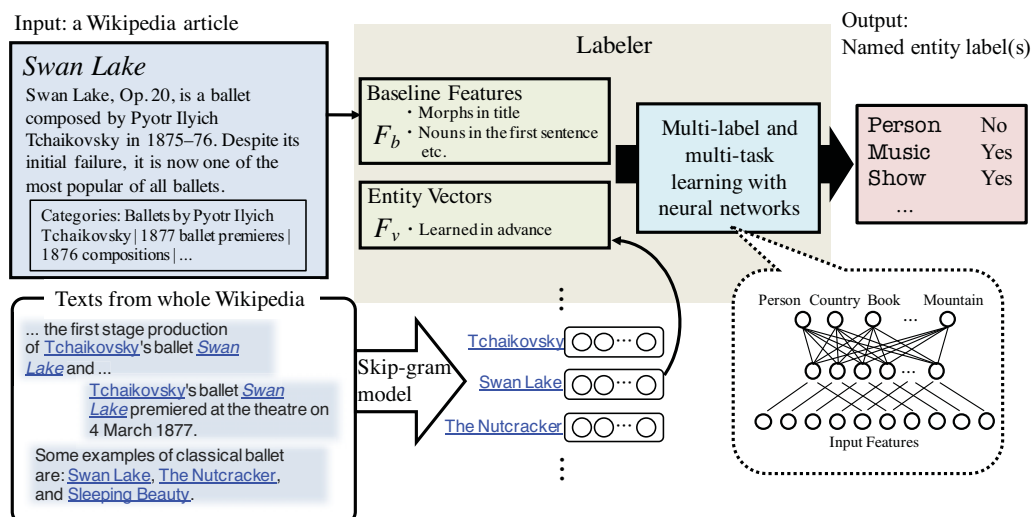 Input: a Wikipedia article
Swan Lake
Swan Lake, Op. 20, is a ballet
composed by Pyotr Ilyich
Tchaikovsky in 1875–76. Despite its
initial failure, it is now one of the
most popular of all ballets.
Categories: Ballets by Pyotr Ilyich
Tchaikovsky | 1877 ballet premieres |
1876 compositions | ...
Labeler
Baseline Features
F_b
・Morphs in title
・Nouns in the first sentence
etc.
Entity Vectors
F_v ・Learned in advance
Multi-label and
multi-task
learning with
neural networks
Output:
Named entity label(s)
Person No
Music Yes
Show Yes
...
Texts from whole Wikipedia
... the first stage production
of Tchaikovsky's ballet Swan
Lake and ...
Tchaikovsky's ballet Swan
Lake premiered at the theatre on
4 March 1877.
Some examples of classical ballet
are: Swan Lake, The Nutcracker,
and Sleeping Beauty.
Skip-gram
model
Tchaikovsky
Swan Lake
The Nutcracker
Person Country Book ... Mountain
Input Features